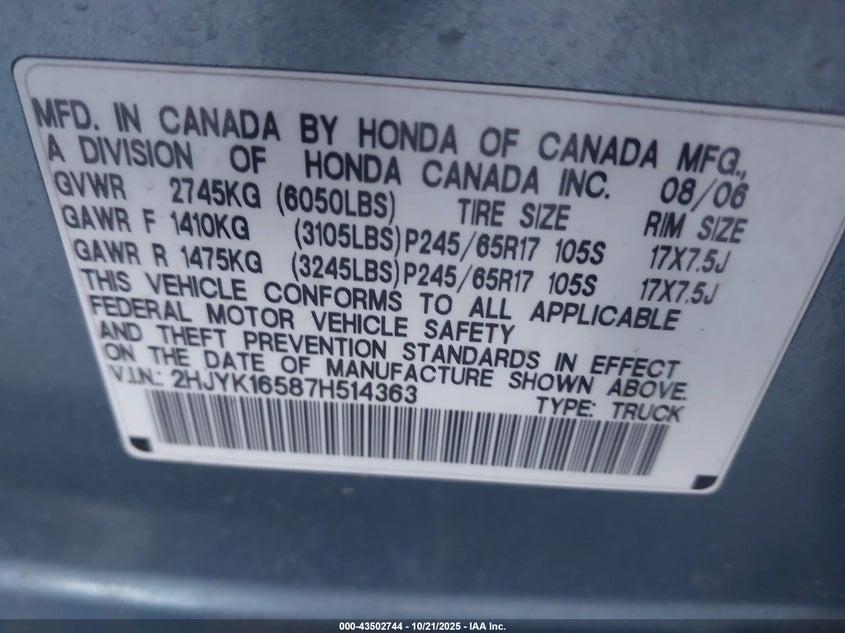 MFD. IN CANADA BY HONDA OF CANADA MFG.,
A DIVISION OF HONDA CANADA INC. 08/06
GVWR 2745KG (6050LBS) TIRE SIZE RIM SIZE
GAWR F 1410KG (3105LBS) P245/65R17 105S 17X7.5J
GAWR R 1475KG (3245LBS) P245/65R17 105S 17X7.5J
THIS VEHICLE CONFORMS TO ALL APPLICABLE
FEDERAL MOTOR VEHICLE SAFETY
AND THEFT PREVENTION STANDARDS IN EFFECT
ON THE DATE OF MANUFACTURE SHOWN ABOVE.
V.I.N.: 2HJYK16587H514363 TYPE: TRUCK
000-43502744 | 10/21/2025 - IAA Inc.